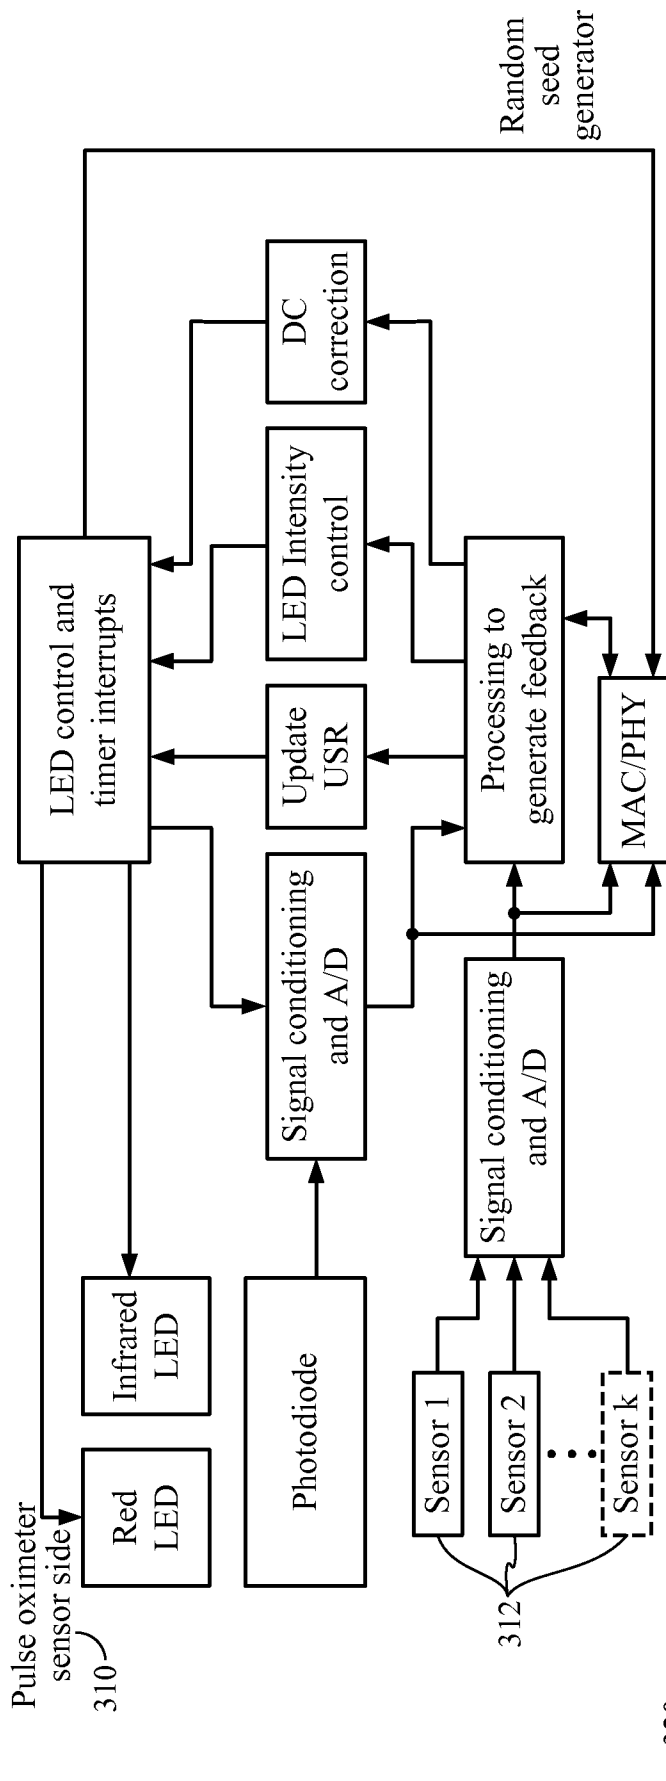 Pulse oximeter
sensor side
310
Red
LED
Infrared
LED
LED control and
timer interrupts
Photodiode
Signal conditioning
and A/D
Update
USR
LED Intensity
control
DC
correction
Random
seed
generator
312
Sensor 1
Sensor 2
Sensor k
Signal conditioning
and A/D
Processing to
generate feedback
MAC/PHY